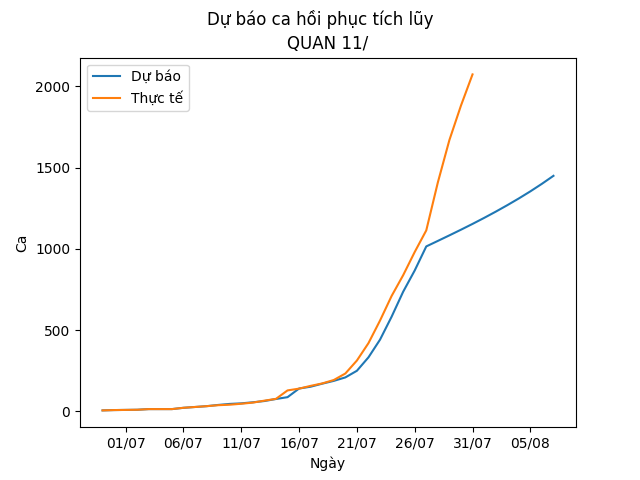 Dự báo ca hồi phục tích lũy
QUAN 11/
Dự báo
Thực tế
2000
1500
1000
500
0
Ca
01/07 06/07 11/07 16/07 21/07 26/07 31/07 05/08
Ngày